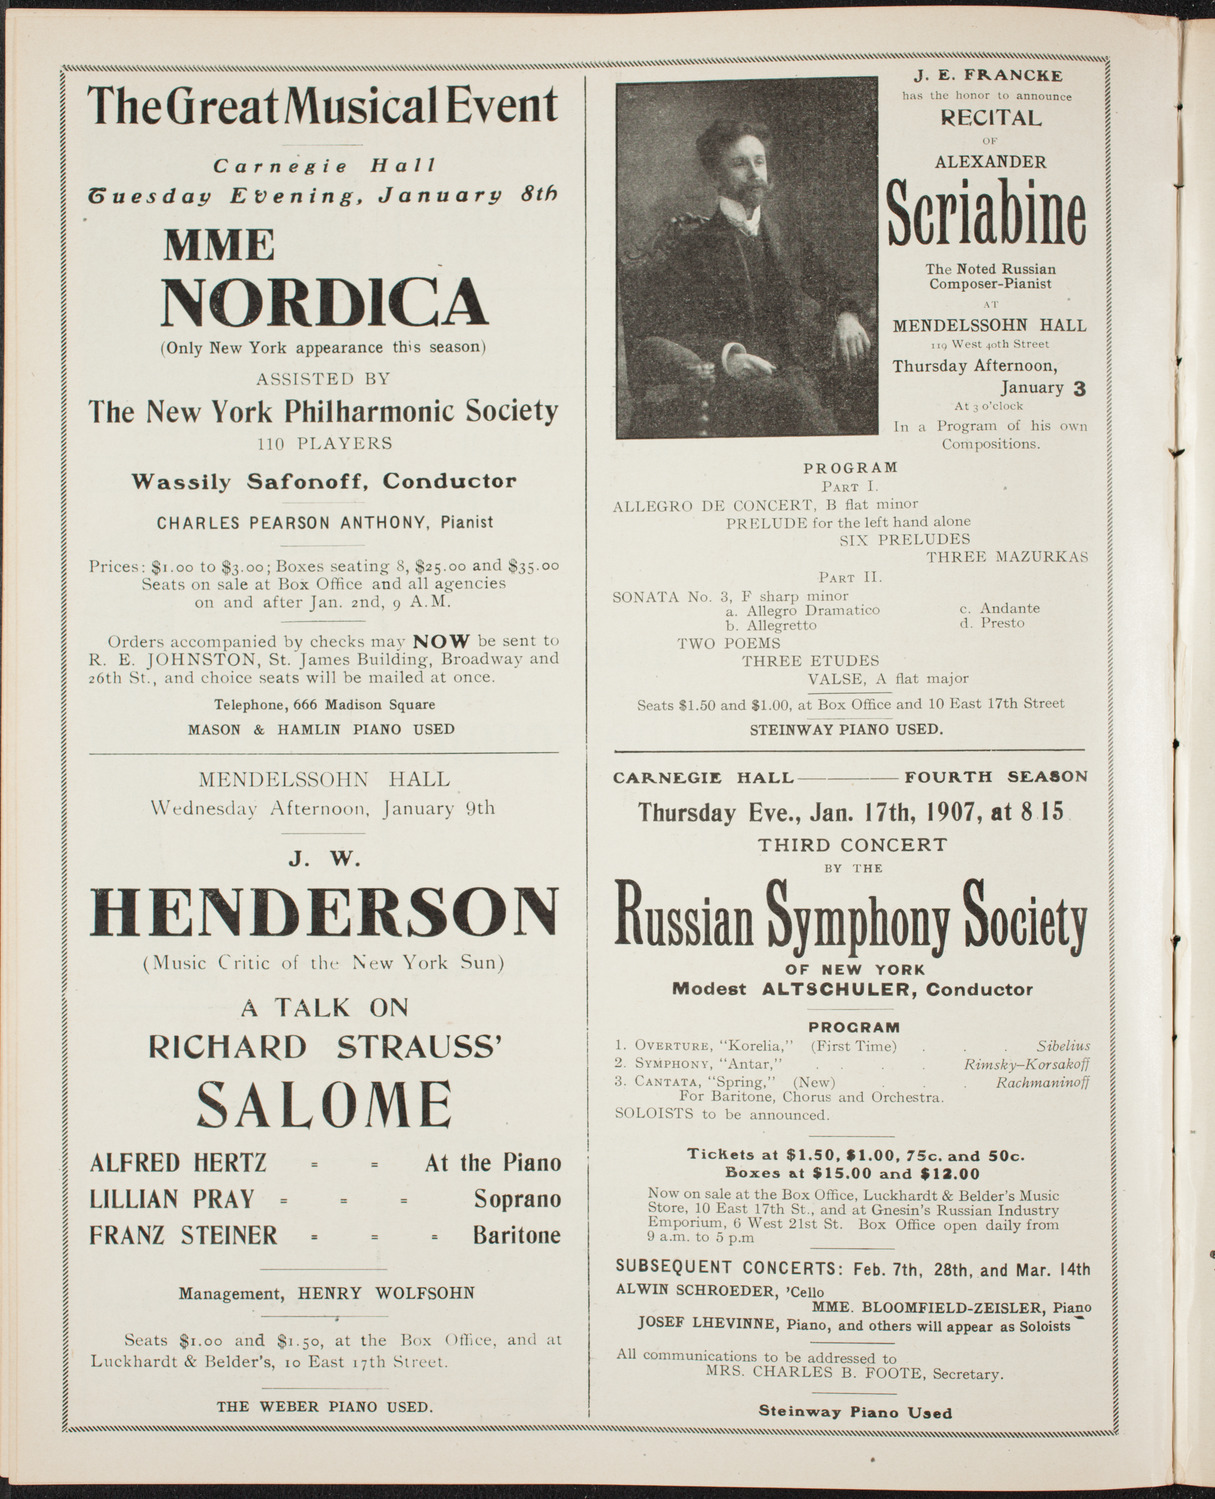 The Great Musical Event
Carnegie Hall
Tuesday Evening, January 8th
MME
NORDICA
(Only New York appearance this season)
ASSISTED BY
The New York Philharmonic Society
110 PLAYERS
Wassily Safonoff, Conductor
CHARLES PEARSON ANTHONY, Pianist
Prices: $1.00 to $3.00; Boxes seating 8, $25.00 and $35.00
Seats on sale at Box Office and all agencies
on and after Jan. 2nd, 9 A.M.
Orders accompanied by checks may NOW be sent to
R. E. JOHNSTON, St. James Building, Broadway and
26th St., and choice seats will be mailed at once.
Telephone, 666 Madison Square
MASON & HAMLIN PIANO USED
MENDELSSOHN HALL
Wednesday Afternoon, January 9th
J. W.
HENDERSON
(Music Critic of the New York Sun)
A TALK ON
RICHARD STRAUSS'
SALOME
ALFRED HERTZ = = At the Piano
LILLIAN PRAY = = = Soprano
FRANZ STEINER = = = Baritone
Management, HENRY WOLFSOHN
Seats $1.00 and $1.50, at the Box Office, and at
Luckhardt & Belder's, 10 East 17th Street.
THE WEBER PIANO USED.
J. E. FRANCKE
has the honor to announce
RECITAL
OF
ALEXANDER
Scriabine
The Noted Russian
Composer-Pianist
AT
MENDELSSOHN HALL
119 West 40th Street
Thursday Afternoon,
January 3
At 3 o'clock
In a Program of his own
Compositions.
PROGRAM
PART I.
ALLEGRO DE CONCERT, B flat minor
PRELUDE for the left hand alone
SIX PRELUDES
THREE MAZURKAS
PART II.
SONATA No. 3, F sharp minor
a. Allegro Dramatico c. Andante
b. Allegretto d. Presto
TWO POEMS
THREE ETUDES
VALSE, A flat major
Seats $1.50 and $1.00, at Box Office and 10 East 17th Street
STEINWAY PIANO USED.
CARNEGIE HALL——FOURTH SEASON
Thursday Eve., Jan. 17th, 1907, at 8 15
THIRD CONCERT
BY THE
Russian Symphony Society
OF NEW YORK
Modest ALTSCHULER, Conductor
PROGRAM
1. OVERTURE, "Korelia," (First Time) . . . Sibelius
2. SYMPHONY, "Antar," . . . . Rimsky-Korsakoff
3. CANTATA, "Spring," (New) . . . Rachmaninoff
For Baritone, Chorus and Orchestra.
SOLOISTS to be announced.
Tickets at $1.50, $1.00, 75c. and 50c.
Boxes at $15.00 and $12.00
Now on sale at the Box Office, Luckhardt & Belder's Music
Store, 10 East 17th St., and at Gnesin's Russian Industry
Emporium, 6 West 21st St. Box Office open daily from
9 a.m. to 5 p.m
SUBSEQUENT CONCERTS: Feb. 7th, 28th, and Mar. 14th
ALWIN SCHROEDER, 'Cello
MME. BLOOMFIELD-ZEISLER, Piano
JOSEF LHEVINNE, Piano, and others will appear as Soloists
All communications to be addressed to
MRS. CHARLES B. FOOTE, Secretary.
Steinway Piano Used